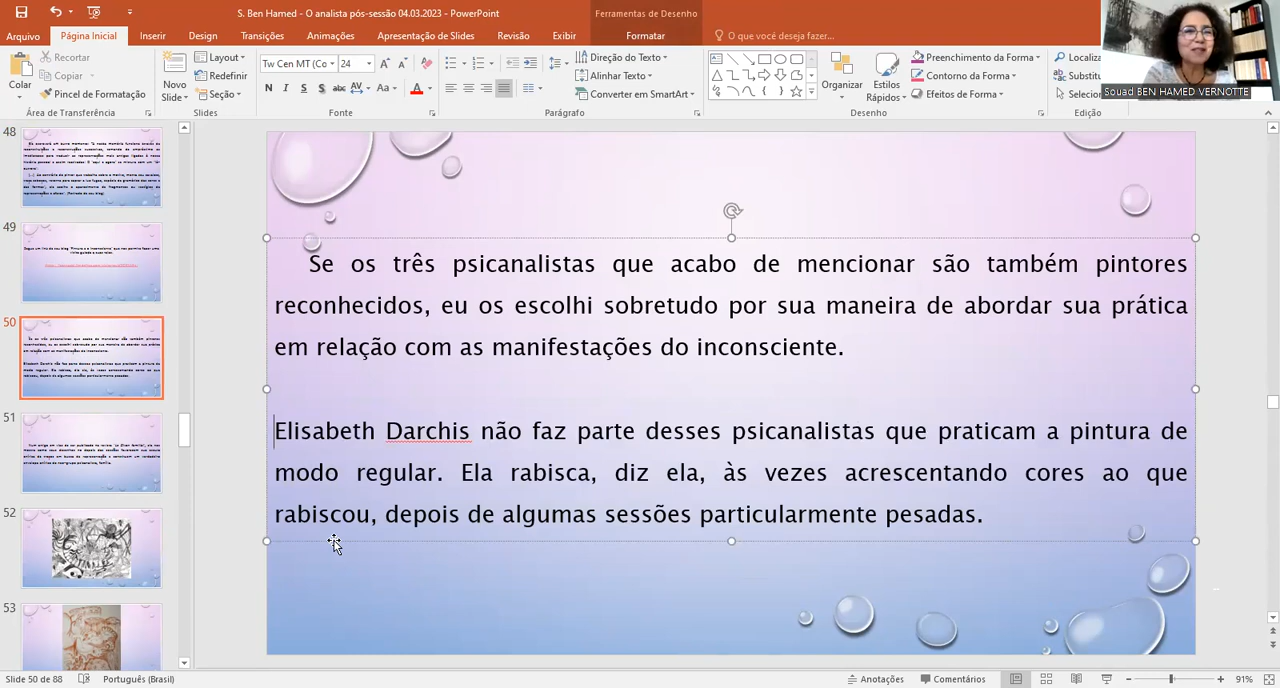 S. Ben Hamed - O analista pós-sessão 04.03.2023 - PowerPoint
Ferramentas de Desenho
Arquivo Página Inicial Inserir Design Transições Animações Apresentação de Slides Revisão Exibir Formatar O que você deseja fazer...
Colar
Recortar
Copiar
Pincel de Formatação
Área de Transferência
Novo Slide
Layout
Redefinir
Seção
Slides
Tw Cen MT (Co 24
N I S S abc AV Aa A
Fonte
Direção do Texto
Alinhar Texto
Converter em SmartArt
Parágrafo
Organizar
Estilos Rápidos
Preenchimento da Forma
Contorno da Forma
Efeitos de Forma
Desenho
Localiza
Substitu
Selecio
Edição
Souad BEN HAMED VERNOTTE
48
49
50
51
52
53
Se os três psicanalistas que acabo de mencionar são também pintores
reconhecidos, eu os escolhi sobretudo por sua maneira de abordar sua prática
em relação com as manifestações do inconsciente.
Elisabeth Darchis não faz parte desses psicanalistas que praticam a pintura de
modo regular. Ela rabisca, diz ela, às vezes acrescentando cores ao que
rabiscou, depois de algumas sessões particularmente pesadas.
Slide 50 de 88 Português (Brasil) Anotações Comentários 91%